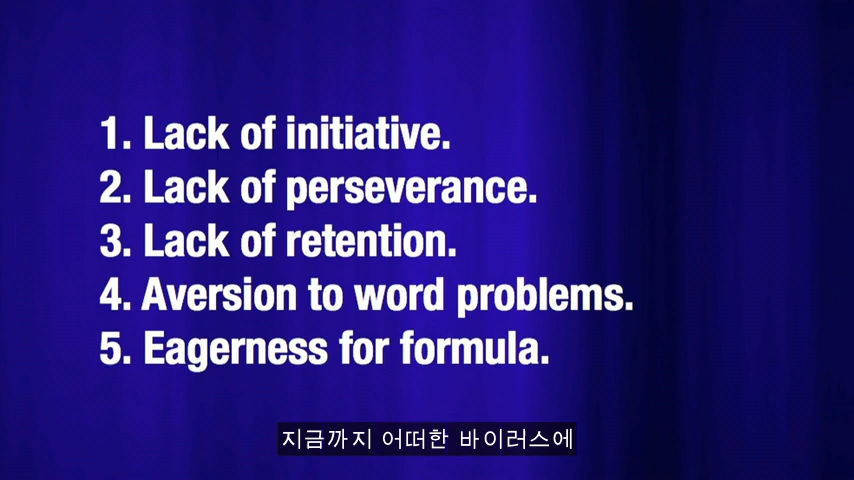 1. Lack of initiative.
2. Lack of perseverance.
3. Lack of retention.
4. Aversion to word problems.
5. Eagerness for formula.
지금까지 어떠한 바이러스에